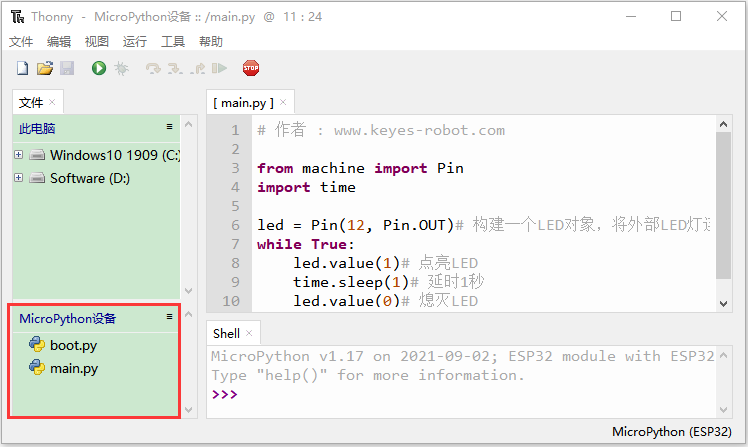 Thonny - MicroPython设备 :: /main.py @ 11 : 24
文件 编辑 视图 运行 工具 帮助
STOP
文件
此电脑
Windows10 1909 (C:)
Software (D:)
MicroPython设备
boot.py
main.py
[ main.py ]
1 # 作者 : www.keyes-robot.com
2
3 from machine import Pin
4 import time
5
6 led = Pin(12, Pin.OUT)# 构建一个LED对象，将外部LED灯
7 while True:
8 led.value(1)# 点亮LED
9 time.sleep(1)# 延时1秒
10 led.value(0)# 熄灭LED
Shell
MicroPython v1.17 on 2021-09-02; ESP32 module with ESP32
Type "help()" for more information.
>>>
MicroPython (ESP32)